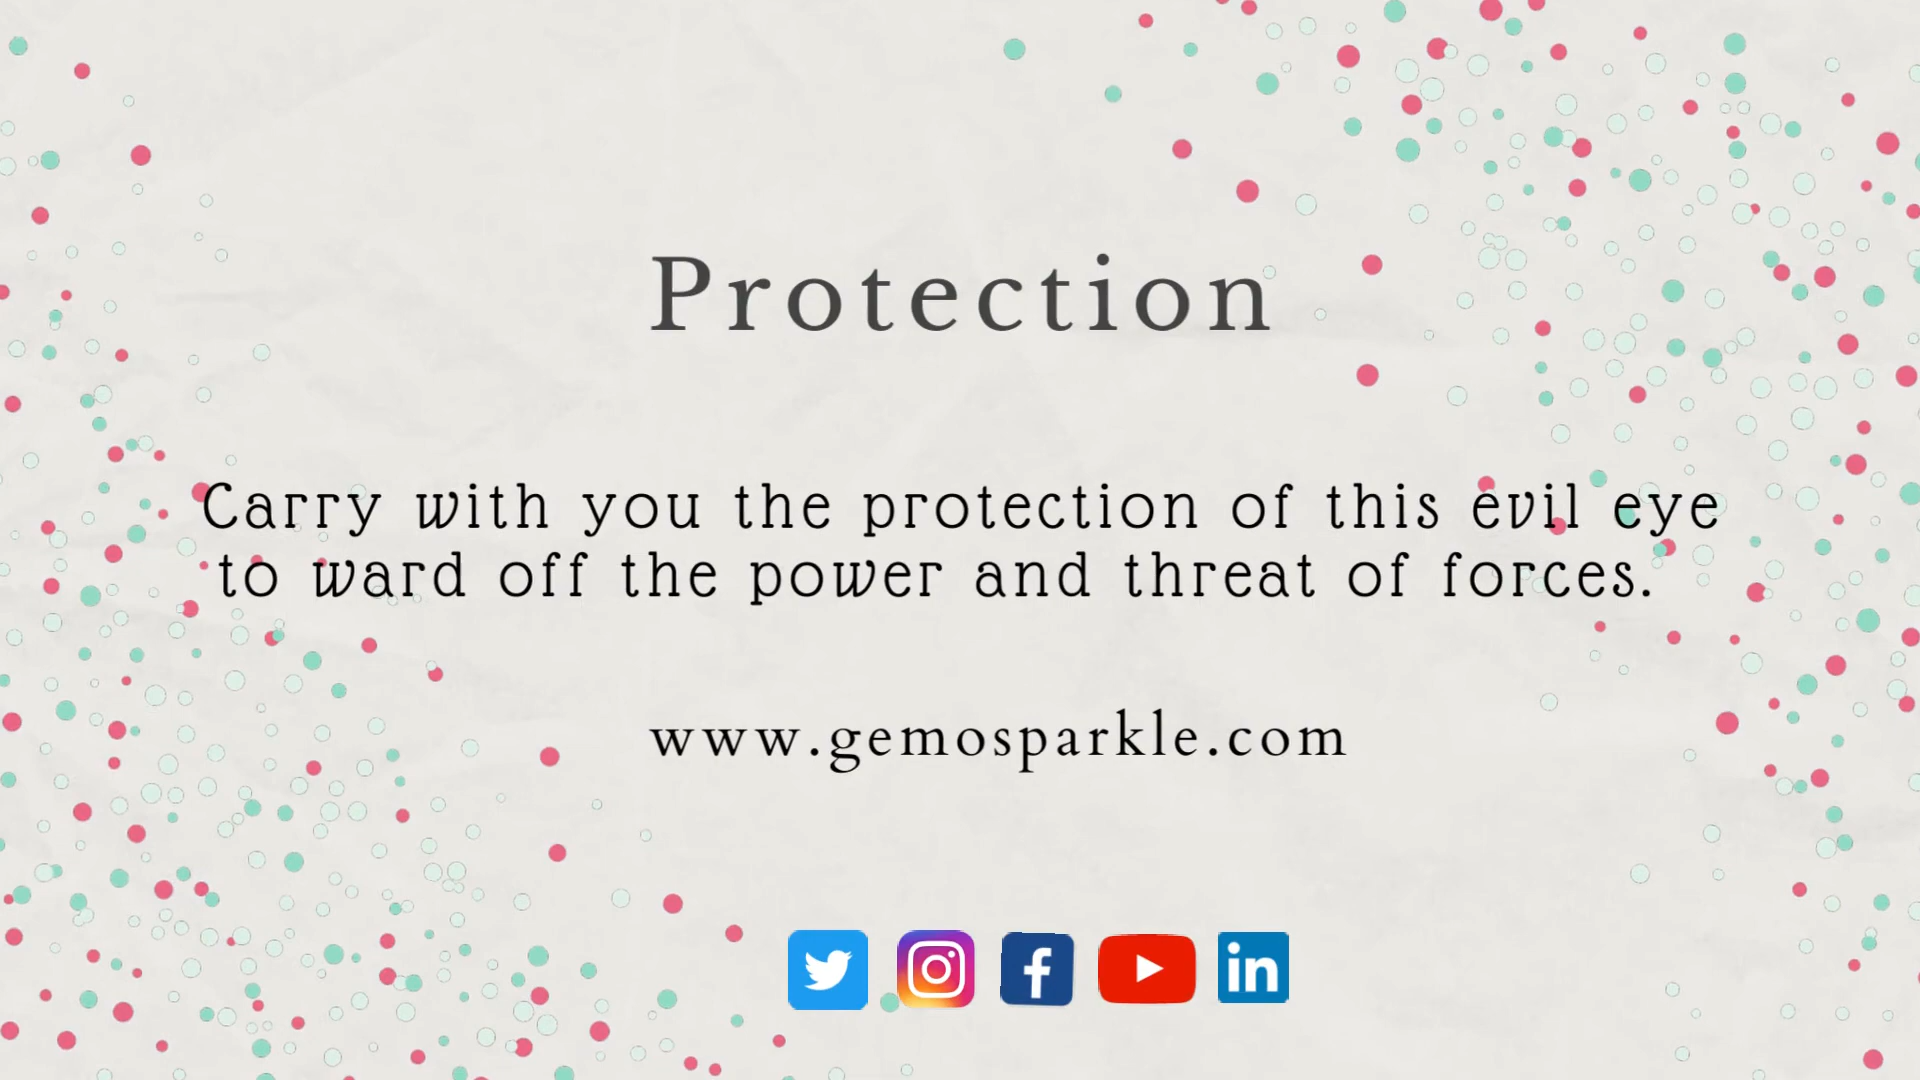 Protection
Carry with you the protection of this evil eye
to ward off the power and threat of forces.
www.gemosparkle.com
in